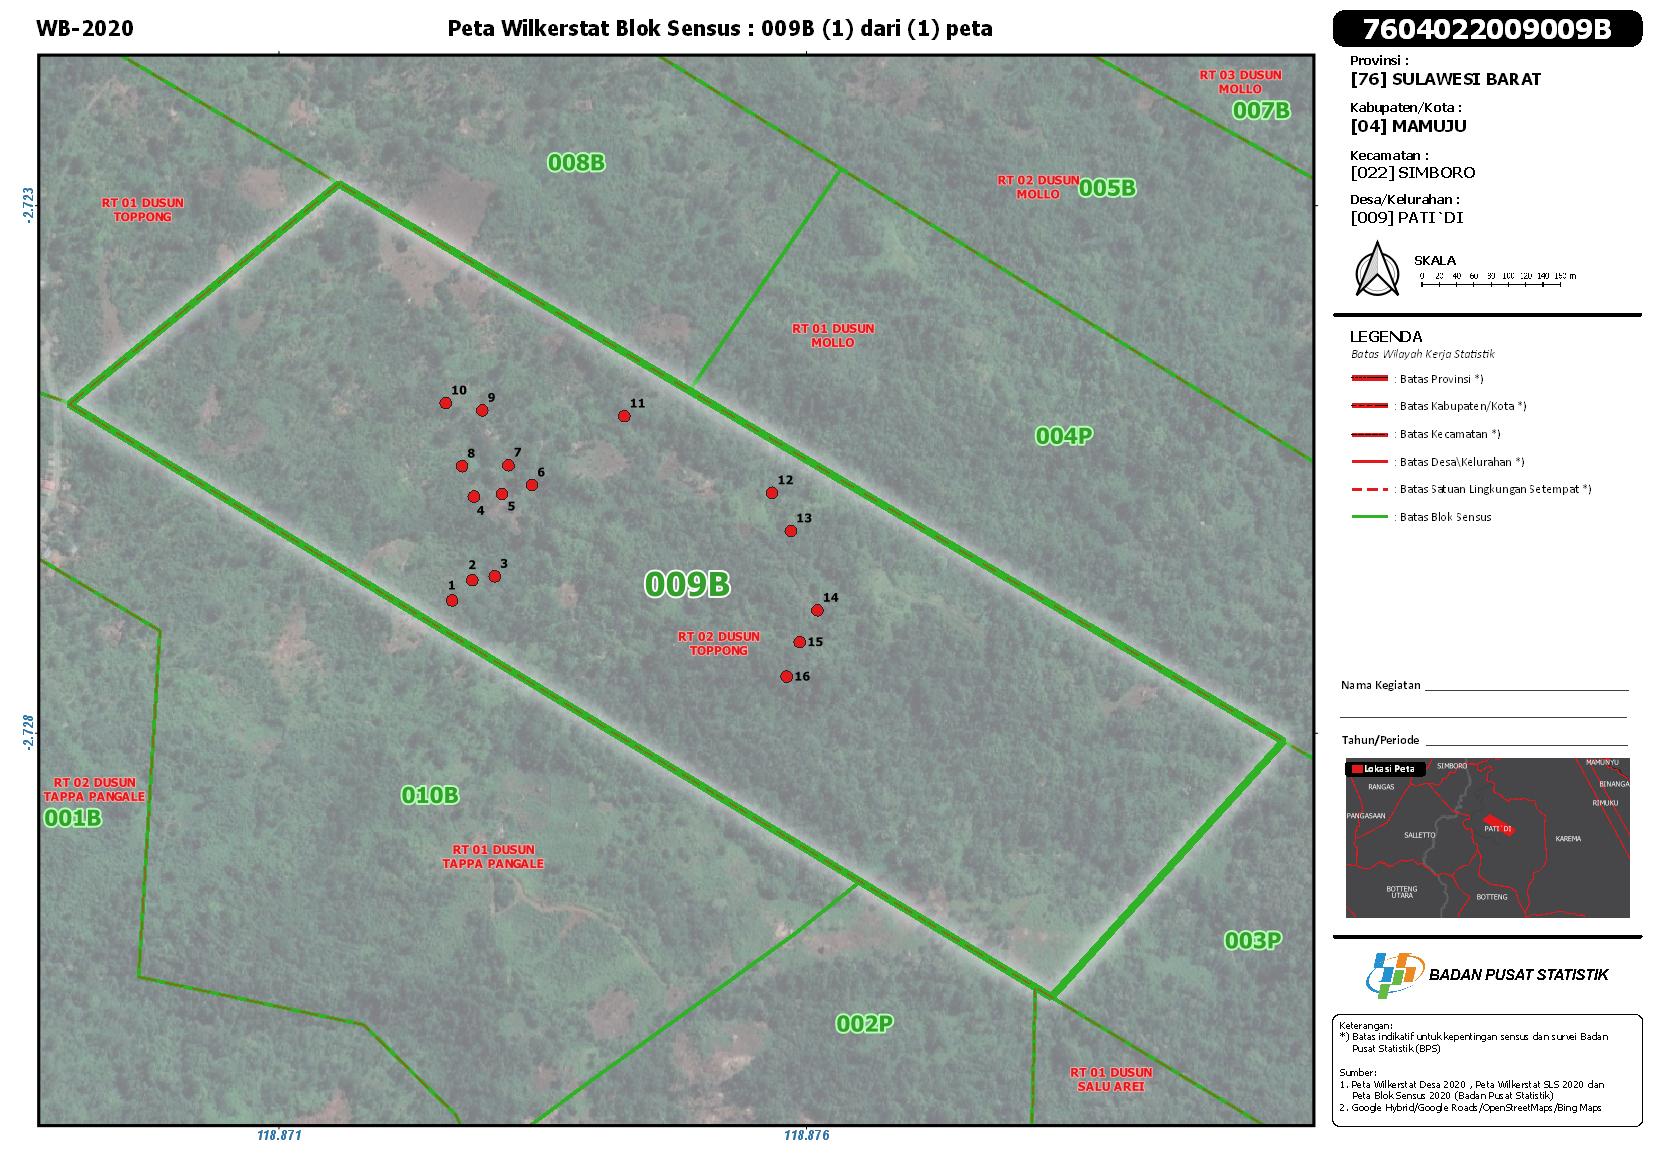 WB-2020
Peta Wilkerstat Blok Sensus : 009B (1) dari (1) peta
7604022009009B
Provinsi :
[76] SULAWESI BARAT
Kabupaten/Kota :
[04] MAMUJU
Kecamatan :
[022] SIMBORO
Desa/Kelurahan :
[009] PATI`DI
SKALA
0 20 40 60 80 100 120 140 160 m
LEGENDA
Batas Wilayah Kerja Statistik
: Batas Provinsi *)
: Batas Kabupaten/Kota *)
: Batas Kecamatan *)
: Batas Desa\Kelurahan *)
: Batas Satuan Lingkungan Setempat *)
: Batas Blok Sensus
Nama Kegiatan
Tahun/Periode
Lokasi Peta
SIMBORO
MAMUNYU
RANGAS
BINANGA
RIMUKU
PANGASAAN
SALLETTO
PATI`DI
KAREMA
BOTTENG
UTARA
BOTTENG
BADAN PUSAT STATISTIK
Keterangan:
*) Batas indikatif untuk kepentingan sensus dan survei Badan
Pusat Statistik (BPS)
Sumber:
1. Peta Wilkerstat Desa 2020 , Peta Wilkerstat SLS 2020 dan
Peta Blok Sensus 2020 (Badan Pusat Statistik)
2. Google Hybrid/Google Roads/OpenStreetMaps/Bing Maps
RT 03 DUSUN
MOLLO
007B
008B
RT 02 DUSUN
MOLLO
005B
RT 01 DUSUN
TOPPONG
RT 01 DUSUN
MOLLO
004P
10
9
11
8
7
6
12
4
5
13
2
3
1
009B
14
RT 02 DUSUN
TOPPONG
15
16
RT 02 DUSUN
TAPPA PANGALE
001B
010B
RT 01 DUSUN
TAPPA PANGALE
003P
002P
RT 01 DUSUN
SALU AREI
-2.723
-2.728
118.871
118.876